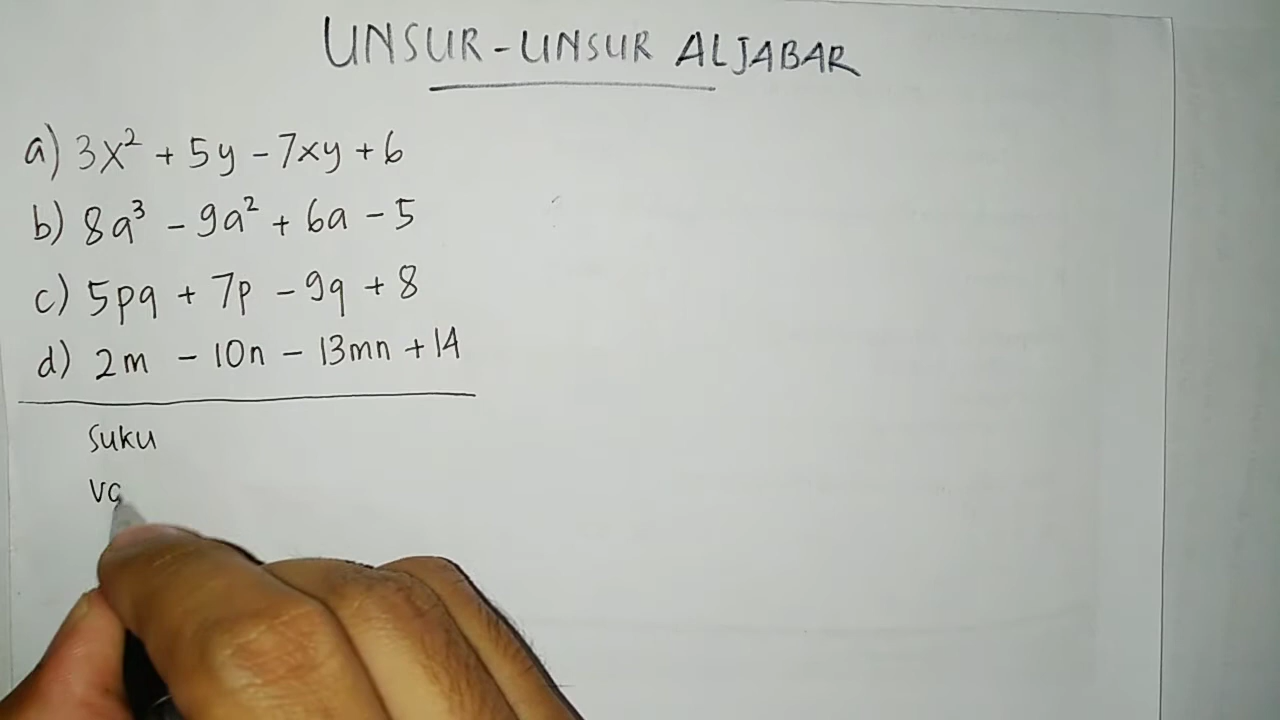 UNSUR-UNSUR ALJABAR
a) 3x² + 5y - 7xy + 6
b) 8a³ - 9a² + 6a - 5
c) 5pq + 7p - 9q + 8
d) 2m - 10n - 13mn + 14
Suku
Va